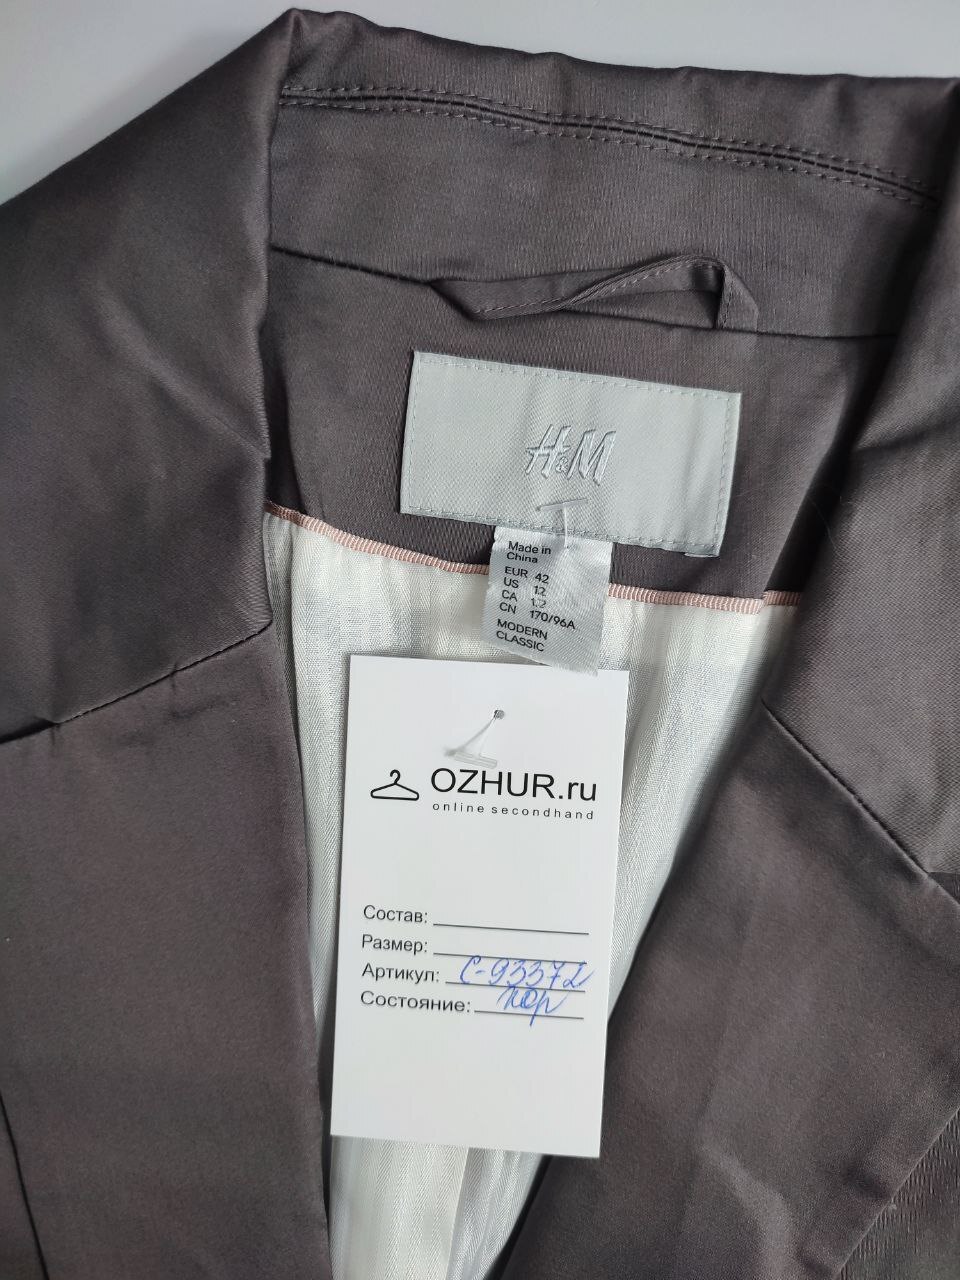 H&M
Made in
China
EUR 42
US 12
CA 12
CN 170/96A
MODERN
CLASSIC
OZHUR.ru
online secondhand
Состав:
Размер:
Артикул: С-93372
Состояние: хор